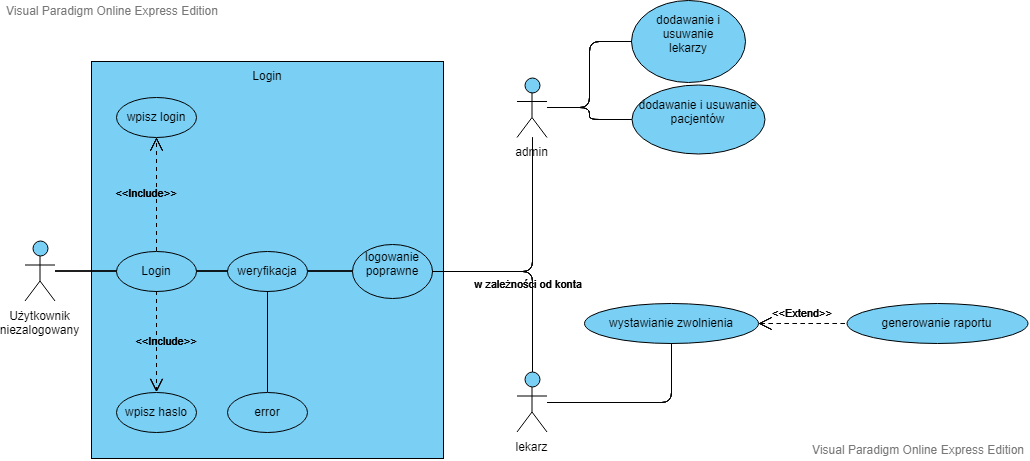 Visual Paradigm Online Express Edition
Login
wpisz login
<<Include>>
Użytkownik
niezalogowany
Login
weryfikacja
logowanie
poprawne
<<Include>>
wpisz haslo
error
w zależności od konta
admin
dodawanie i
usuwanie
lekarzy
dodawanie i usuwanie
pacjentów
lekarz
wystawianie zwolnienia
<<Extend>>
generowanie raportu
Visual Paradigm Online Express Edition